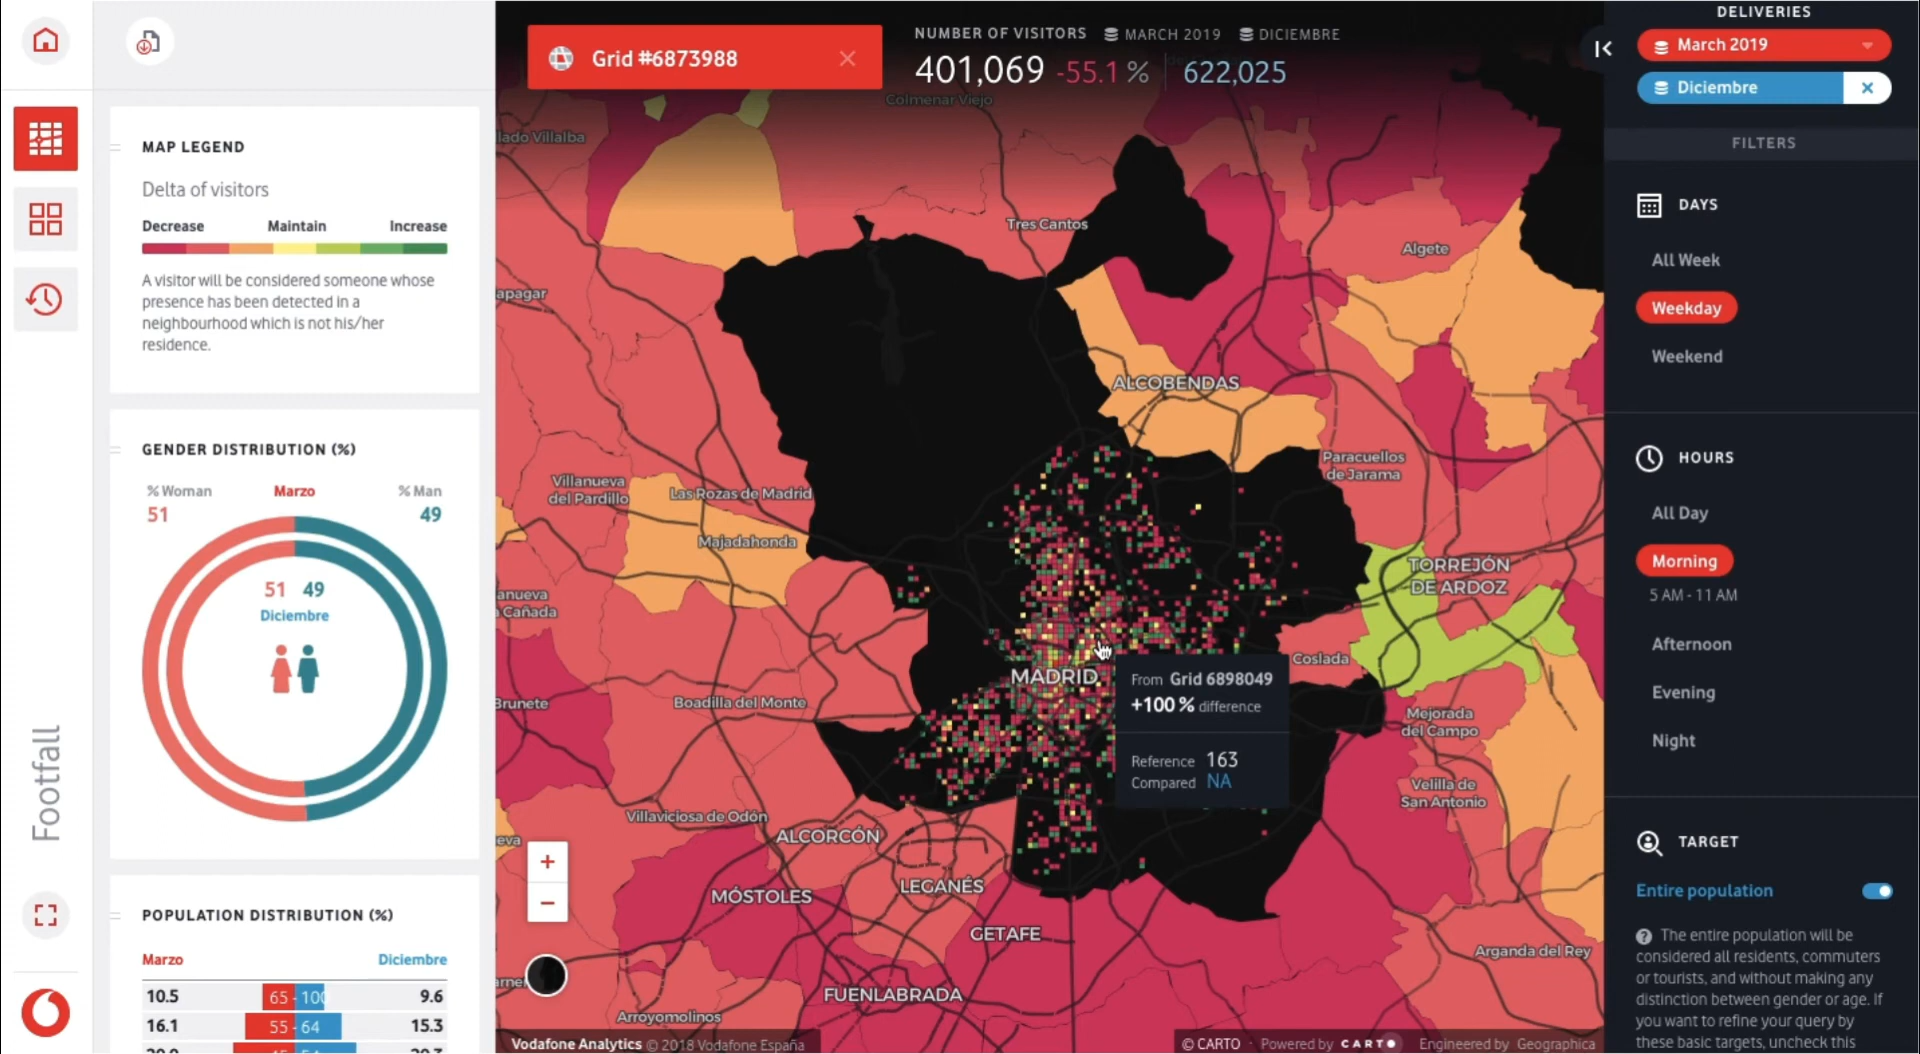 Footfall
MAP LEGEND
Delta of visitors
Decrease Maintain Increase
A visitor will be considered someone whose
presence has been detected in a
neighbourhood which is not his/her
residence.
GENDER DISTRIBUTION (%)
% Woman Marzo % Man
51 49
51 49
Diciembre
POPULATION DISTRIBUTION (%)
Marzo Diciembre
10.5 65 - 100 9.6
16.1 55 - 64 15.3
Grid #6873988
NUMBER OF VISITORS MARCH 2019 DICIEMBRE
401,069 -55.1 % 622,025
Colmenar Viejo
lado Villalba
Tres Cantos
Algete
apagar
ALCOBENDAS
Paracuellos
de Jarama
Villanueva
del Pardillo
Las Rozas de Madrid
Majadahonda
TORREJÓN
DE ARDOZ
anueva
a Cañada
Coslada
MADRID
From Grid 6898049
+100 % difference
Reference 163
Compared NA
Brunete
Boadilla del Monte
Mejorada
del Campo
Velilla de
San Antonio
Villaviciosa de Odón
ALCORCÓN
eva
LEGANÉS
MÓSTOLES
GETAFE
Arganda del Rey
arne
FUENLABRADA
Arroyomolinos
+
−
Vodafone Analytics © 2018 Vodafone España
© CARTO · Powered by CARTO Engineered by Geographica
DELIVERIES
March 2019
Diciembre
FILTERS
DAYS
All Week
Weekday
Weekend
HOURS
All Day
Morning
5 AM - 11 AM
Afternoon
Evening
Night
TARGET
Entire population
The entire population will be
considered all residents, commuters
or tourists, and without making any
distinction between gender or age. If
you want to refine your query by
these basic targets, uncheck this